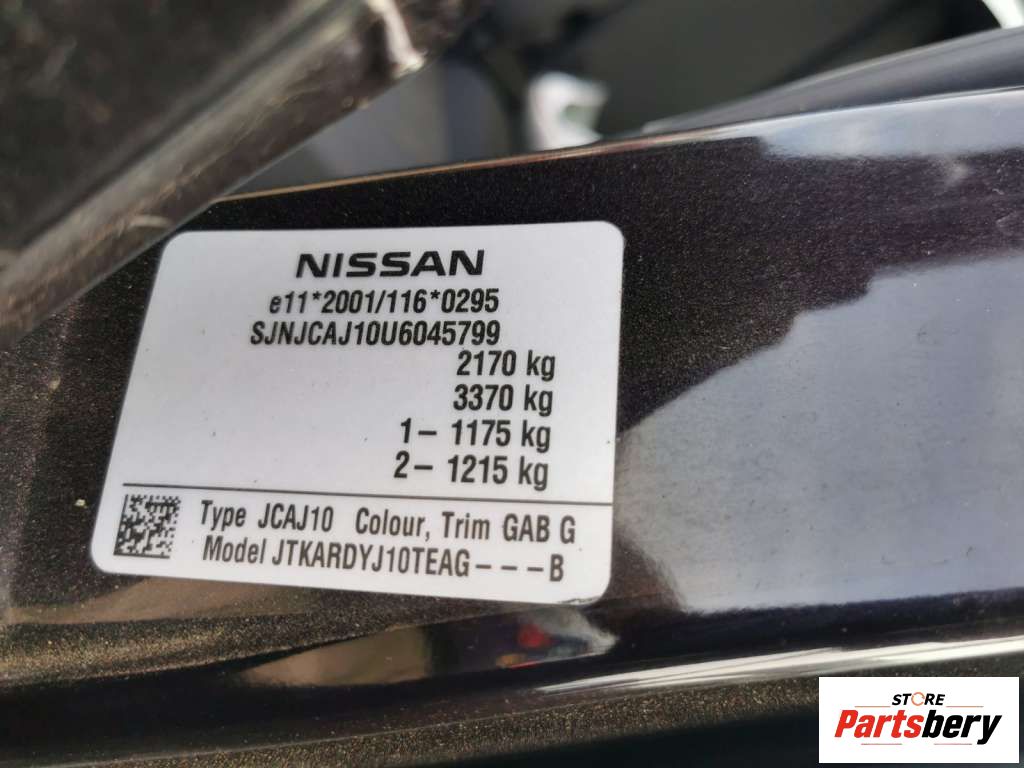 NISSAN
e11*2001/116*0295
SJNJCAJ10U6045799
2170 kg
3370 kg
1– 1175 kg
2– 1215 kg
Type JCAJ10 Colour, Trim GAB G
Model JTKARDYJ10TEAG–––B
STORE
Partsbery